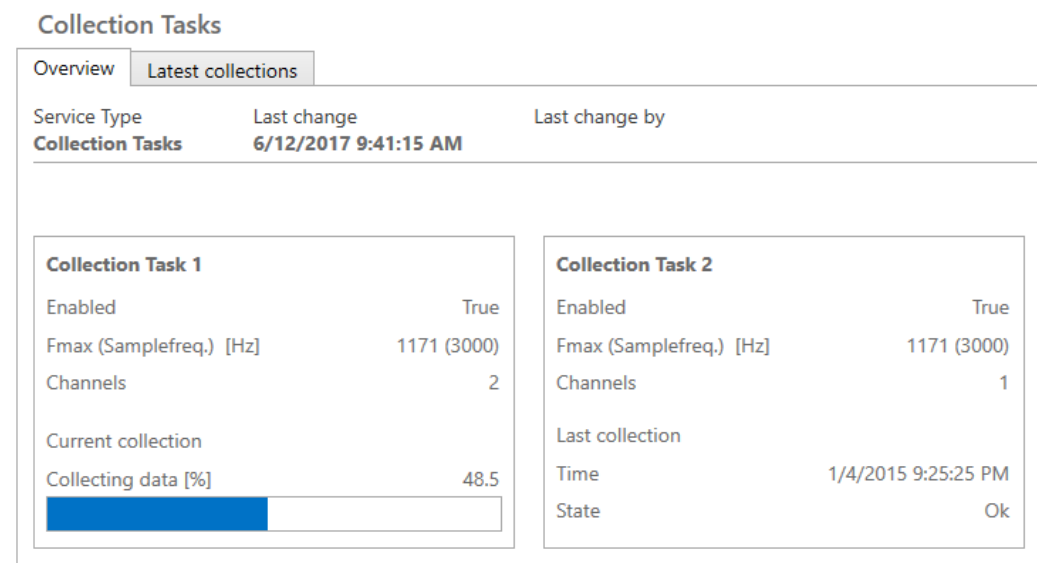 Collection Tasks
Overview Latest collections
Service Type Last change Last change by
Collection Tasks 6/12/2017 9:41:15 AM
Collection Task 1
Enabled True
Fmax (Samplefreq.) [Hz] 1171 (3000)
Channels 2
Current collection
Collecting data [%] 48.5
Collection Task 2
Enabled True
Fmax (Samplefreq.) [Hz] 1171 (3000)
Channels 1
Last collection
Time 1/4/2015 9:25:25 PM
State Ok